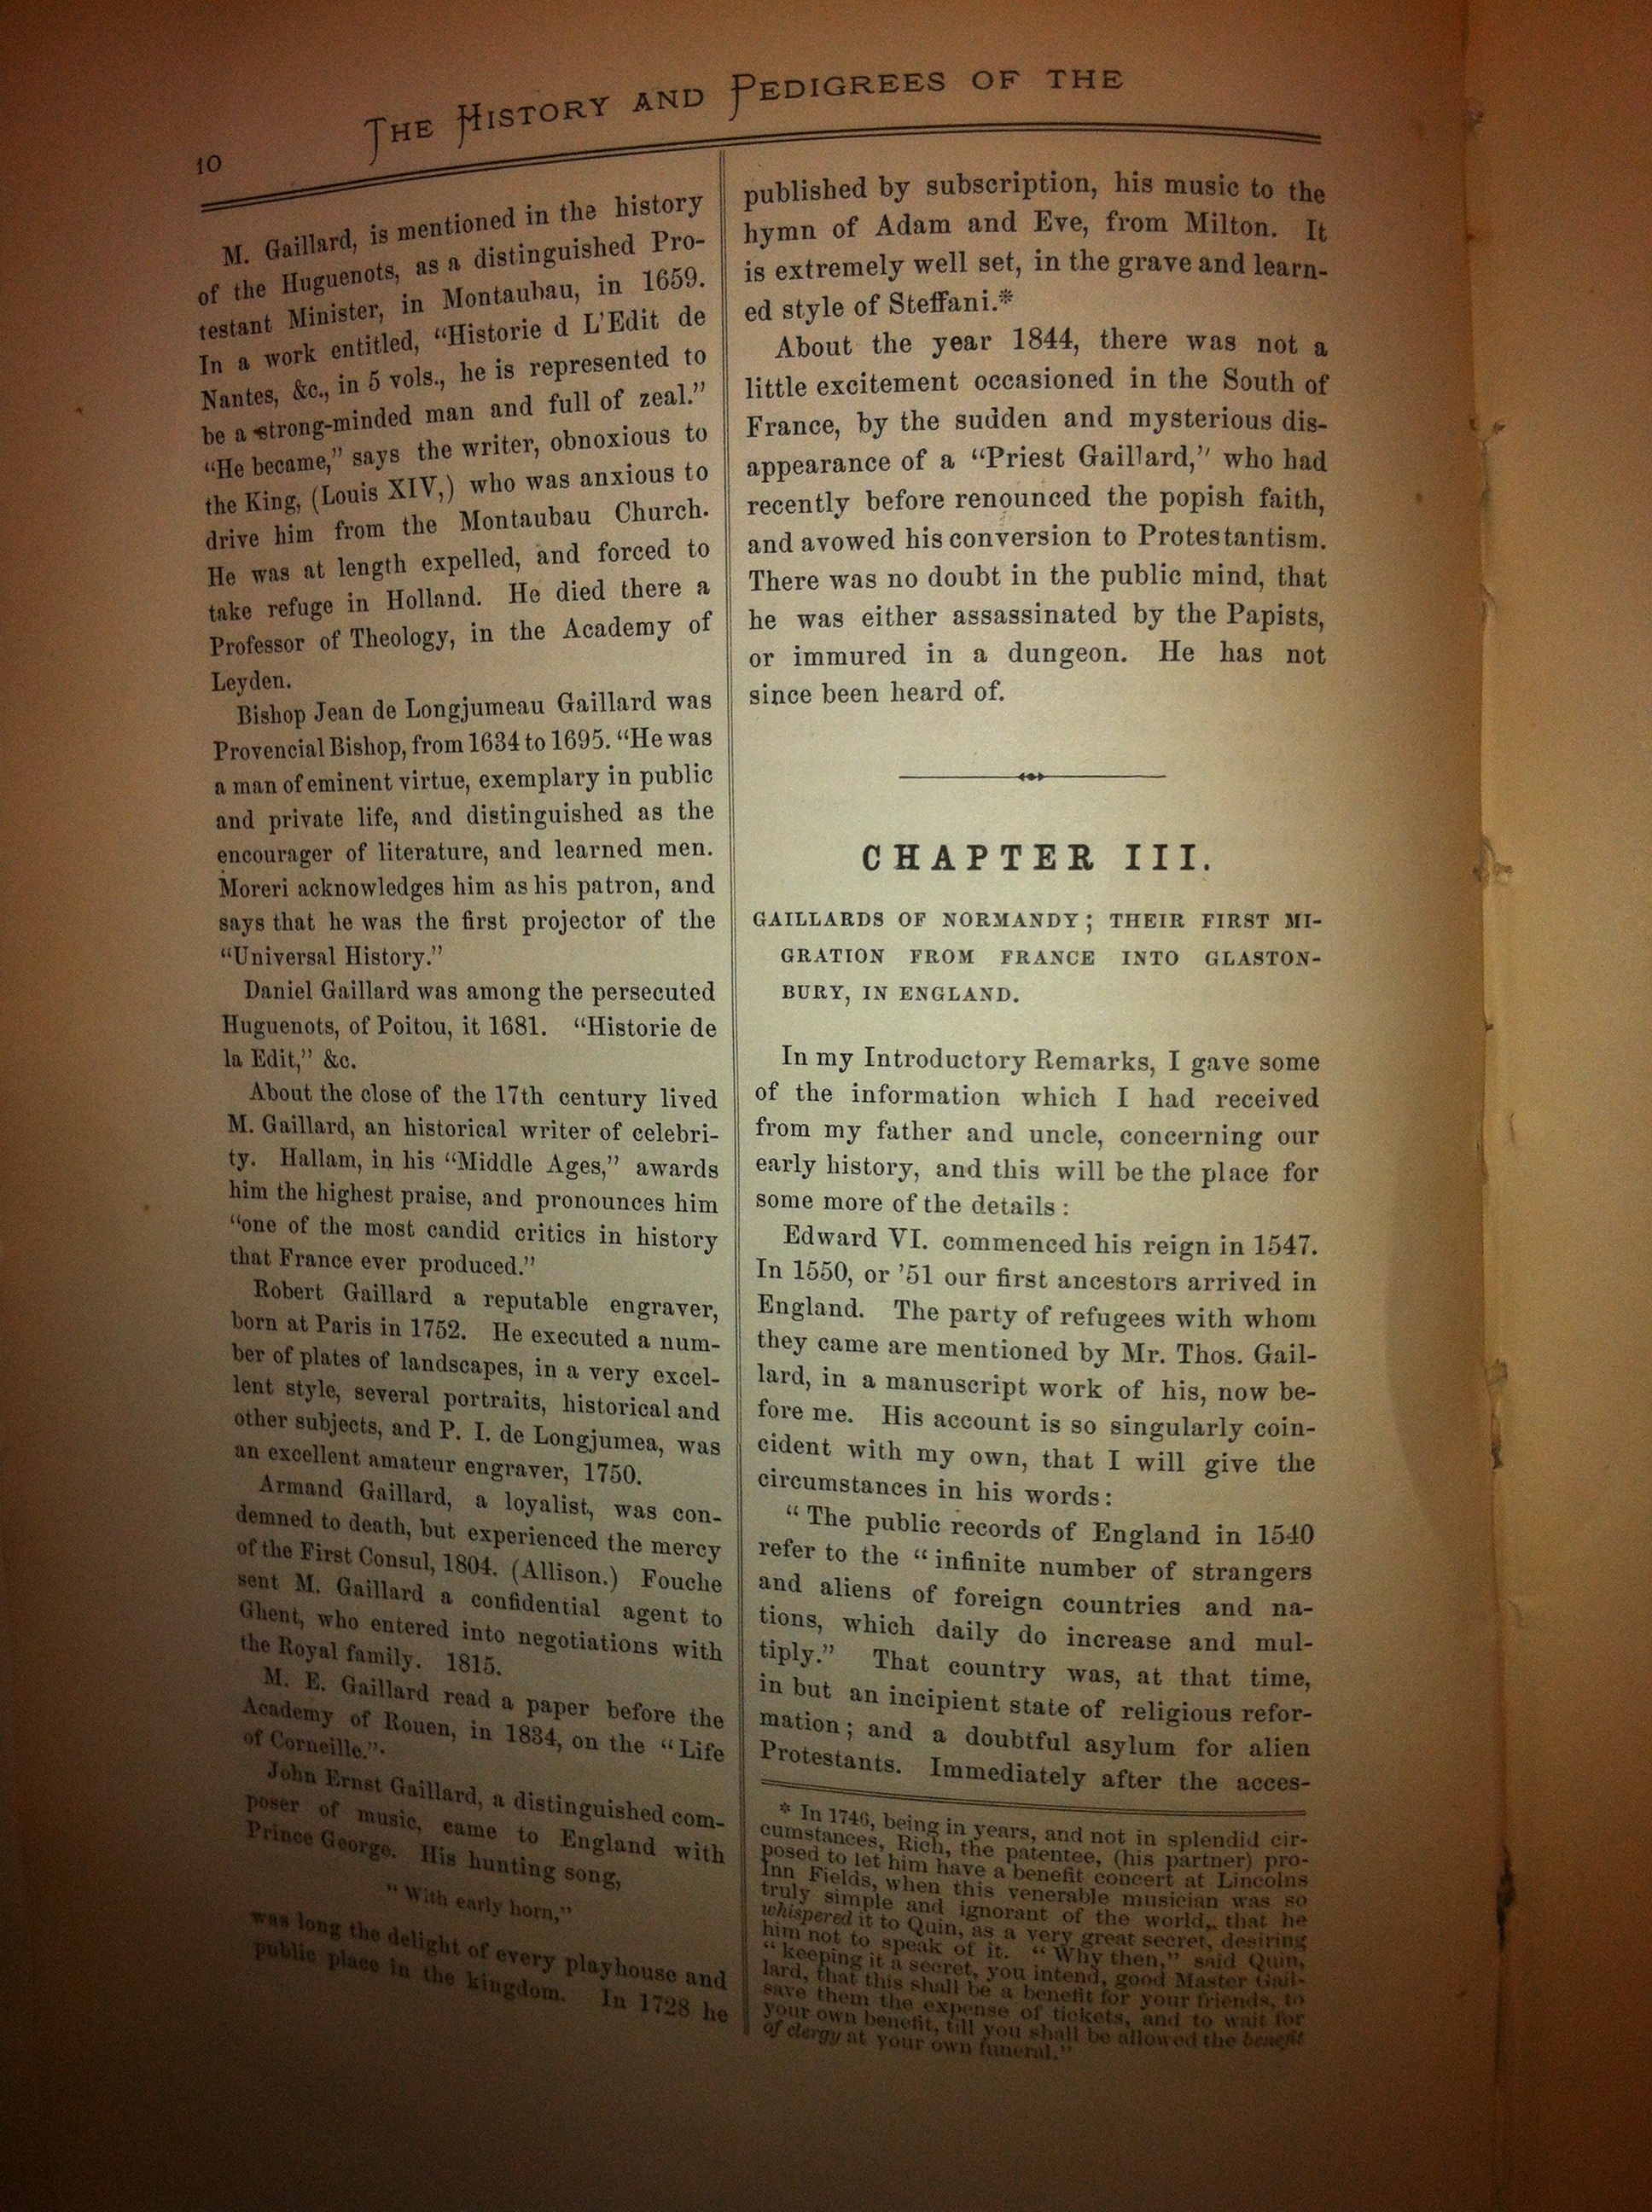 10
THE HISTORY AND PEDIGREES OF THE
M. Gaillard, is mentioned in the history
of the Huguenots, as a distinguished Pro-
testant Minister, in Montaubau, in 1659.
In a work entitled, “Historie d L’Edit de
Nantes, &c., in 5 vols., he is represented to
be a strong-minded man and full of zeal.”
“He became,” says the writer, obnoxious to
the King, (Louis XIV,) who was anxious to
drive him from the Montaubau Church.
He was at length expelled, and forced to
take refuge in Holland. He died there a
Professor of Theology, in the Academy of
Leyden.
Bishop Jean de Longjumeau Gaillard was
Provencial Bishop, from 1634 to 1695. “He was
a man of eminent virtue, exemplary in public
and private life, and distinguished as the
encourager of literature, and learned men.
Moreri acknowledges him as his patron, and
says that he was the first projector of the
“Universal History.”
Daniel Gaillard was among the persecuted
Huguenots, of Poitou, it 1681. “Historie de
la Edit,” &c.
About the close of the 17th century lived
M. Gaillard, an historical writer of celebri-
ty. Hallam, in his “Middle Ages,” awards
him the highest praise, and pronounces him
“one of the most candid critics in history
that France ever produced.”
Robert Gaillard a reputable engraver,
born at Paris in 1752. He executed a num-
ber of plates of landscapes, in a very excel-
lent style, several portraits, historical and
other subjects, and P. I. de Longjumea, was
an excellent amateur engraver, 1750.
Armand Gaillard, a loyalist, was con-
demned to death, but experienced the mercy
of the First Consul, 1804. (Allison.) Fouche
sent M. Gaillard a confidential agent to
Ghent, who entered into negotiations with
the Royal family. 1815.
M. E. Gaillard read a paper before the
Academy of Rouen, in 1834, on the “Life
of Corneille.”
John Ernst Gaillard, a distinguished com-
poser of music, came to England with
Prince George. His hunting song,
“With early horn,”
was long the delight of every playhouse and
public place in the kingdom. In 1728 he
published by subscription, his music to the
hymn of Adam and Eve, from Milton. It
is extremely well set, in the grave and learn-
ed style of Steffani.*
About the year 1844, there was not a
little excitement occasioned in the South of
France, by the sudden and mysterious dis-
appearance of a “Priest Gaillard,” who had
recently before renounced the popish faith,
and avowed his conversion to Protestantism.
There was no doubt in the public mind, that
he was either assassinated by the Papists,
or immured in a dungeon. He has not
since been heard of.
CHAPTER III.
GAILLARDS OF NORMANDY; THEIR FIRST MI-
GRATION FROM FRANCE INTO GLASTON-
BURY, IN ENGLAND.
In my Introductory Remarks, I gave some
of the information which I had received
from my father and uncle, concerning our
early history, and this will be the place for
some more of the details:
Edward VI. commenced his reign in 1547.
In 1550, or ’51 our first ancestors arrived in
England. The party of refugees with whom
they came are mentioned by Mr. Thos. Gail-
lard, in a manuscript work of his, now be-
fore me. His account is so singularly coin-
cident with my own, that I will give the
circumstances in his words:
“The public records of England in 1540
refer to the “infinite number of strangers
and aliens of foreign countries and na-
tions, which daily do increase and mul-
tiply.” That country was, at that time,
in but an incipient state of religious refor-
mation; and a doubtful asylum for alien
Protestants. Immediately after the acces-
* In 1746, being in years, and not in splendid cir-
cumstances, Rich, the patentee, (his partner) pro-
posed to let him have a benefit concert at Lincolns
Inn Fields, when this venerable musician was so
truly simple and ignorant of the world, that he
whispered it to Quin, as a very great secret, desiring
him not to speak of it. “Why then,” said Quin,
“keeping it a secret, you intend, good Master Gail-
lard, that this shall be a benefit for your friends, to
save them the expense of tickets, and to wait for
your own benefit, till you shall be allowed the benefit
of clergy at your own funeral.”